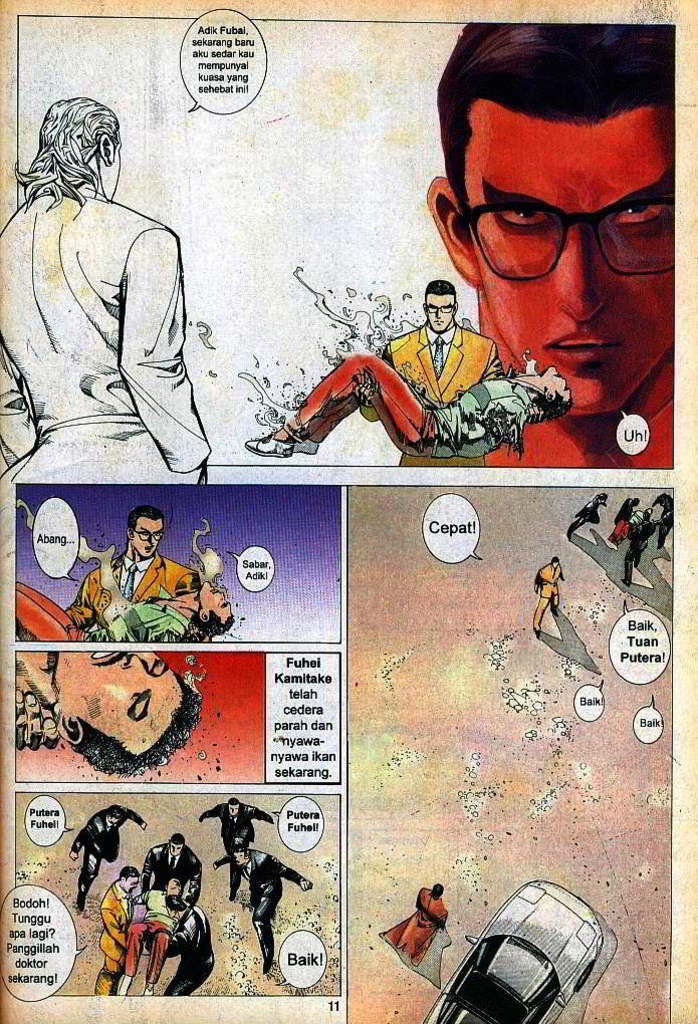 Adik Fubai,
sekarang baru
aku sedar kau
mempunyai
kuasa yang
sehebat ini!
Uh!
Abang...
Sabar,
Adik!
Fuhei
Kamitake
telah
cedera
parah dan
nyawa-
nyawa ikan
sekarang.
Putera
Fuhei!
Putera
Fuhei!
Bodoh!
Tunggu
apa lagi?
Panggillah
doktor
sekarang!
Baik!
Cepat!
Baik,
Tuan
Putera!
Baik!
Baik!
11